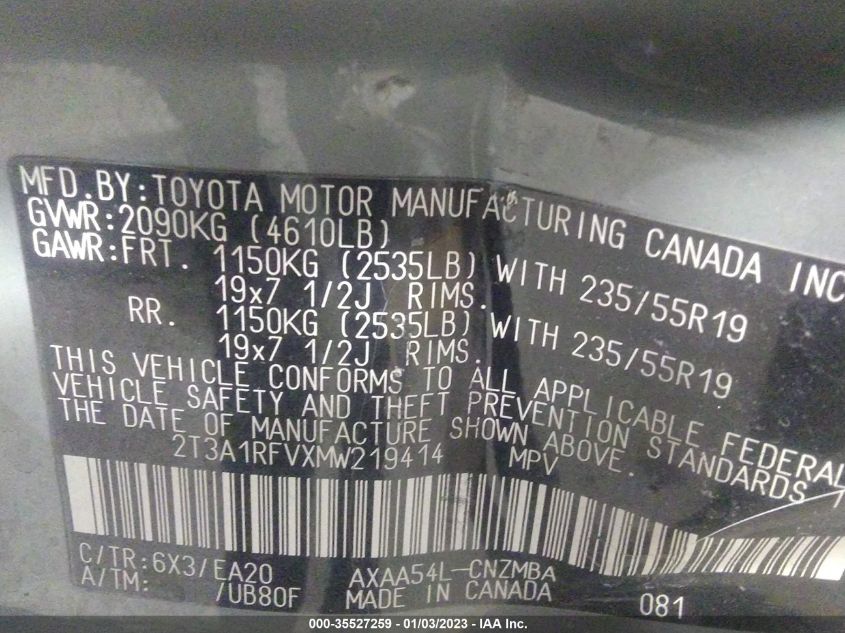 MFD.BY:TOYOTA MOTOR MANUFACTURING CANADA INC
GVWR:2090KG (4610LB)
GAWR:FRT. 1150KG (2535LB) WITH 235/55R19
19x7 1/2J RIMS.
RR. 1150KG (2535LB) WITH 235/55R19
19x7 1/2J RIMS.
THIS VEHICLE CONFORMS TO ALL APPLICABLE FEDERAL
VEHICLE SAFETY AND THEFT PREVENTION STANDARDS
THE DATE OF MANUFACTURE SHOWN ABOVE.
2T3A1RFVXMW219414 MPV
C/TR:6X3/EA20 AXAA54L-CNZMBA
A/TM: /UB80F MADE IN CANADA 081
000-35527259 - 01/03/2023 - IAA Inc.